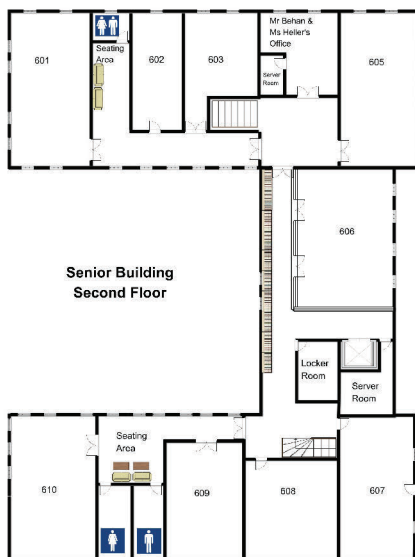 601
Seating
Area
602
603
Mr Behan &
Ms Heller's
Office
Server
Room
605
606
Senior Building
Second Floor
Locker
Room
Server
Room
610
Seating
Area
609
608
607